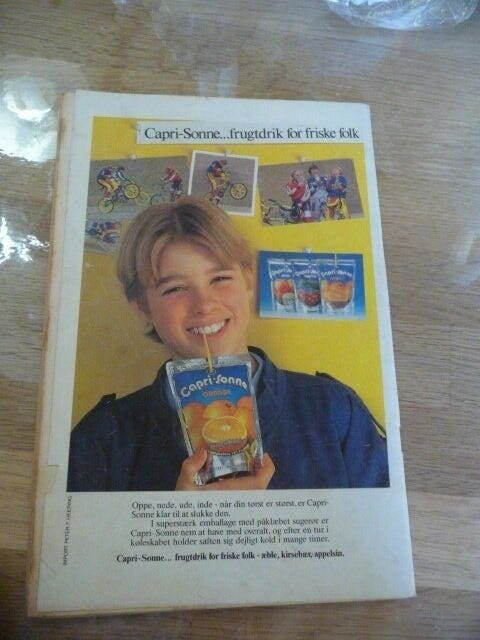 Capri-Sonne...frugtdrik for friske folk
Capri-Sonne
ORANGE
Oppe, nede, ude, inde - når din tørst er størst, er Capri-
Sonne klar til at slukke den.
I superstærk emballage med påklæbet sugerør er
Capri-Sonne nem at have med overalt, og efter en tur i
køleskabet holder saften sig dejligt kold i mange timer.
Capri-Sonne... frugtdrik for friske folk - æble, kirsebær, appelsin.